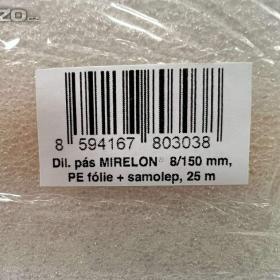 8 594167 803038
Dil. pás MIRELON® 8/150 mm,
PE fólie + samolep, 25 m